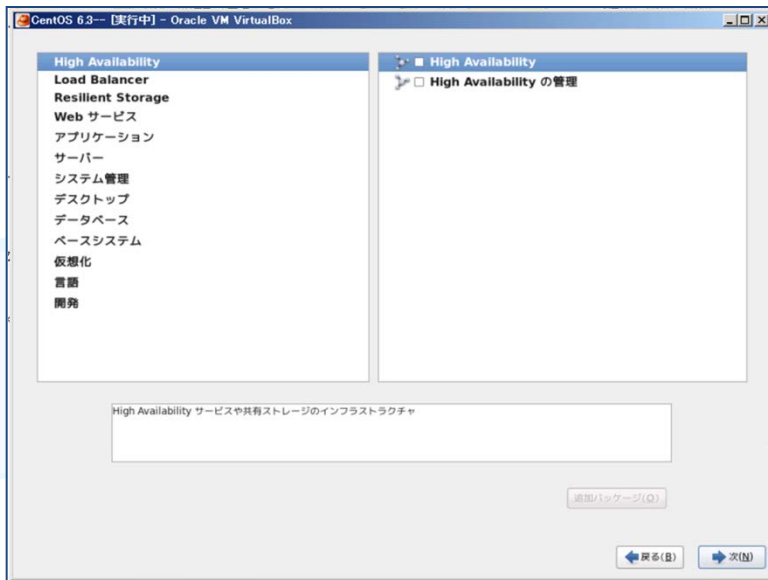 CentOS 6.3-- [実行中] - Oracle VM VirtualBox
High Availability
Load Balancer
Resilient Storage
Web サービス
アプリケーション
サーバー
システム管理
デスクトップ
データベース
ベースシステム
仮想化
言語
開発
High Availability
High Availability の管理
High Availability サービスや共有ストレージのインフラストラクチャ
追加パッケージ(O)
戻る(B)
次(N)